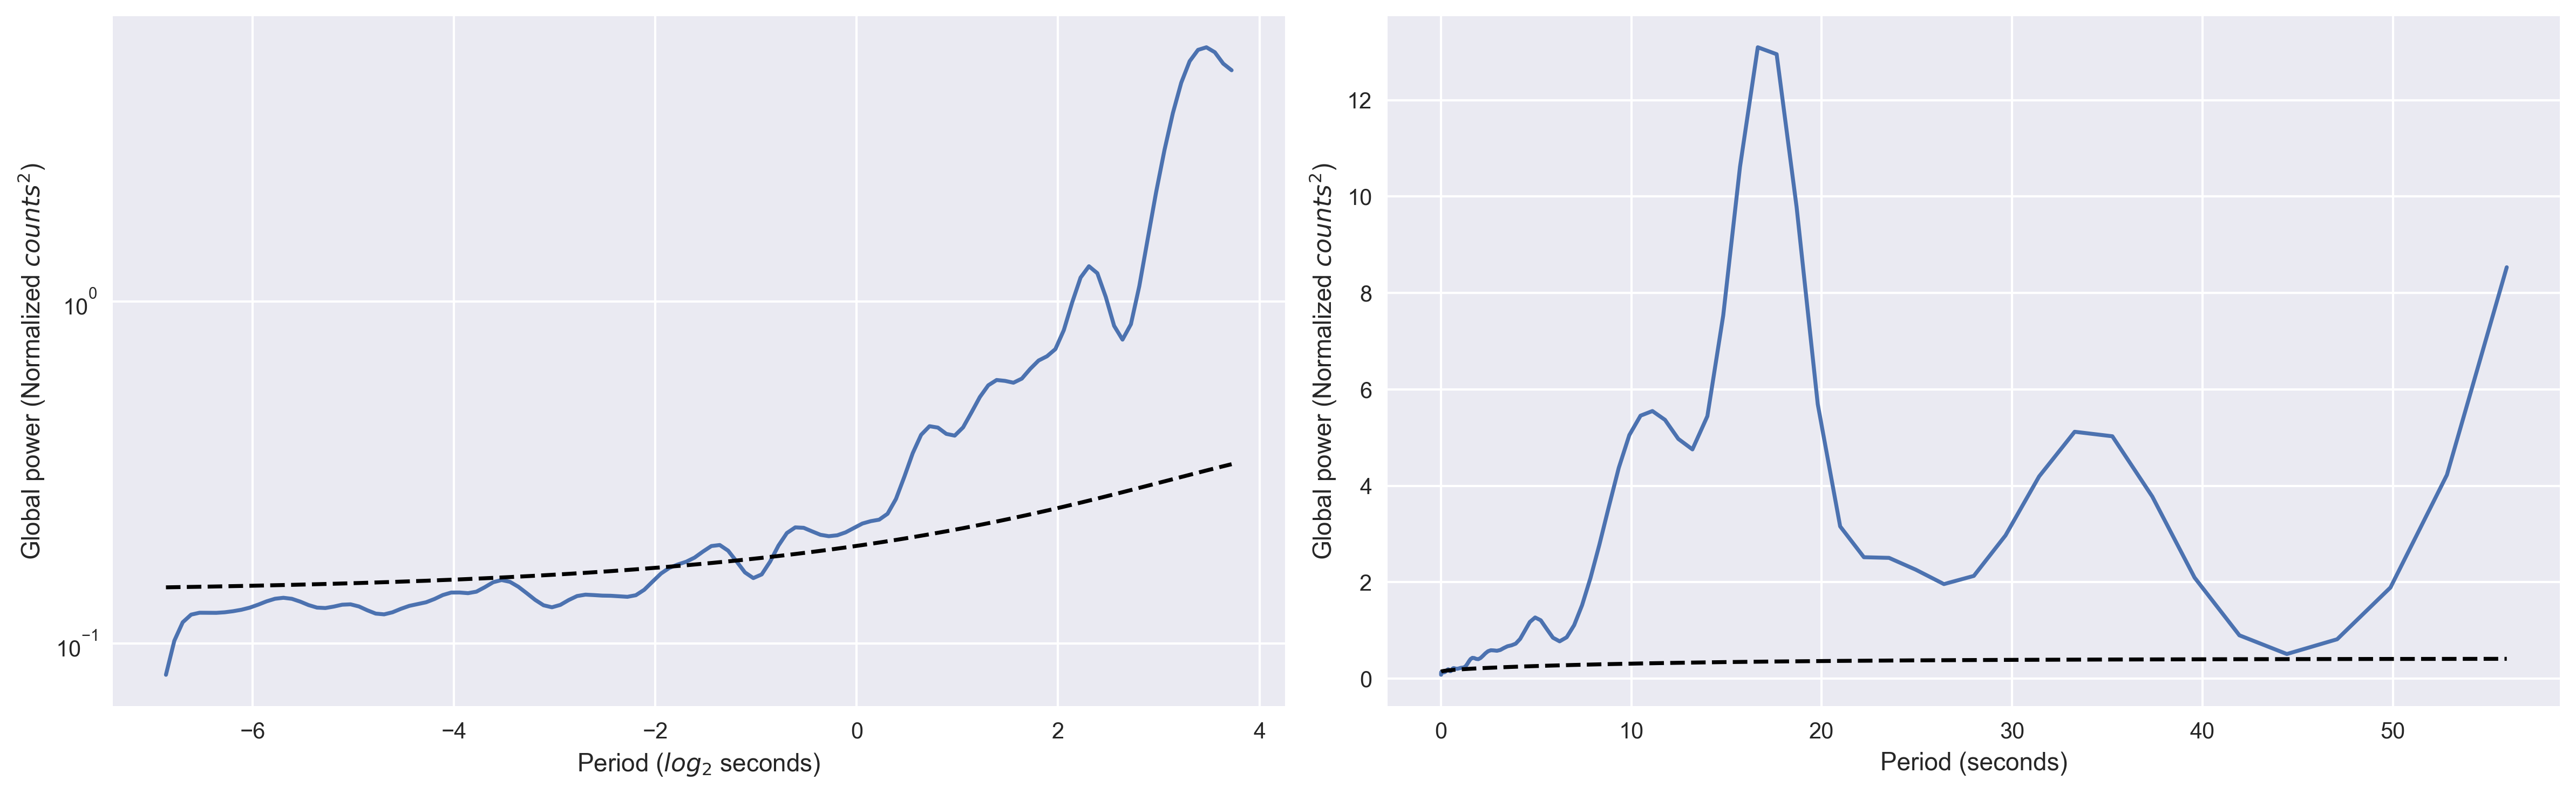 Global power (Normalized counts²)
10⁰
10⁻¹
−6 −4 −2 0 2 4
Period (log₂ seconds)
Global power (Normalized counts²)
12
10
8
6
4
2
0
0 10 20 30 40 50
Period (seconds)